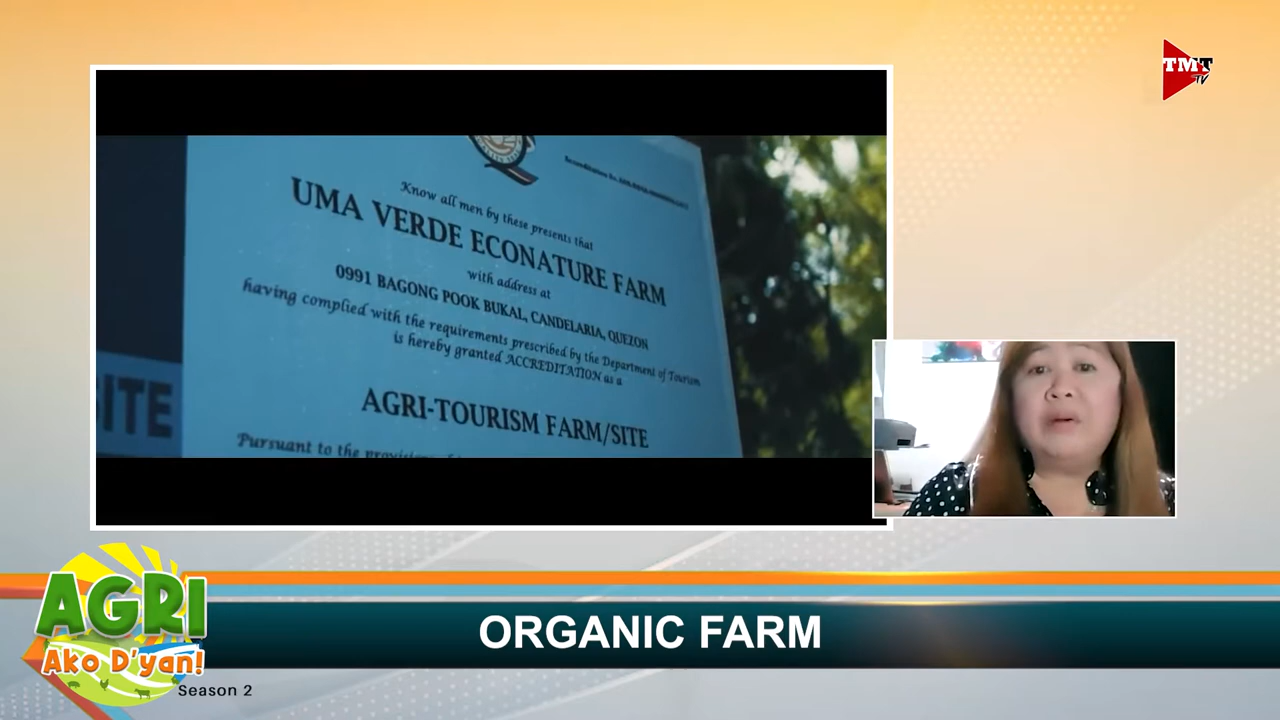 TMT
TV
Know all men by these presents that
UMA VERDE ECONATURE FARM
with address at
0991 BAGONG POOK BUKAL, CANDELARIA, QUEZON
having complied with the requirements prescribed by the Department of Tourism
is hereby granted ACCREDITATION as a
AGRI-TOURISM FARM/SITE
Pursuant to the
SITE
AGRI
Ako D'yan!
Season 2
ORGANIC FARM